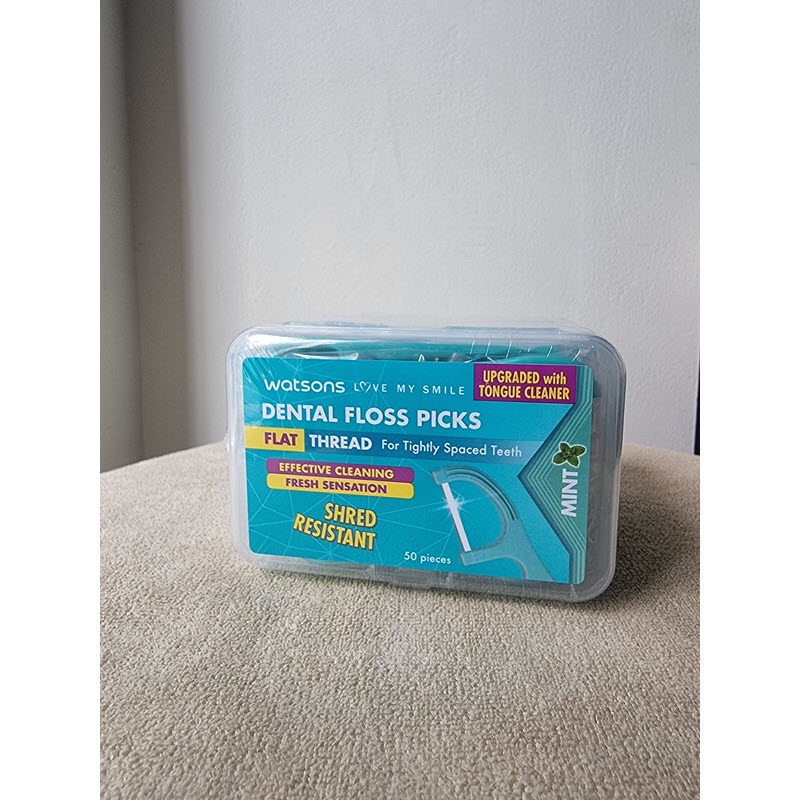 watsons LOVE MY SMILE
UPGRADED with
TONGUE CLEANER
DENTAL FLOSS PICKS
FLAT THREAD For Tightly Spaced Teeth
EFFECTIVE CLEANING
FRESH SENSATION
SHRED
RESISTANT
50 pieces
MINT